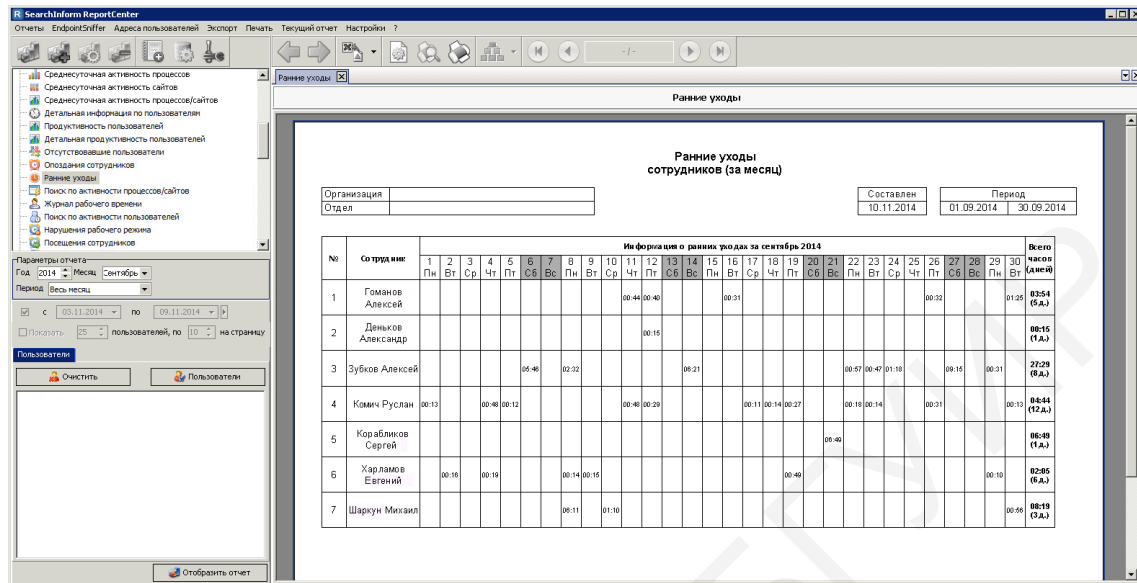 SearchInform ReportCenter
Отчеты EndpointSniffer Адреса пользователей Экспорт Печать Текущий отчет Настройки ?
- / -
Среднесуточная активность процессов
Среднесуточная активность сайтов
Среднесуточная активность процессов/сайтов
Детальная информация по пользователям
Продуктивность пользователей
Детальная продуктивность пользователей
Отсутствовавшие пользователи
Опоздания сотрудников
Ранние уходы
Поиск по активности процессов/сайтов
Журнал рабочего времени
Поиск по активности пользователей
Нарушения рабочего режима
Посещения сотрудников
Параметры отчета
Год 2014 Месяц Сентябрь
Период Весь месяц
с 03.11.2014 по 09.11.2014
Показать 25 пользователей, по 10 на страницу
Пользователи
Очистить Пользователи
Отобразить отчет
Ранние уходы
Ранние уходы
Ранние уходы
сотрудников (за месяц)
Организация
Отдел
Составлен Период
10.11.2014 01.09.2014 30.09.2014
№ Сотрудник Информация о ранних уходах за сентябрь 2014 Всего часов (дней)
1 2 3 4 5 6 7 8 9 10 11 12 13 14 15 16 17 18 19 20 21 22 23 24 25 26 27 28 29 30
Пн Вт Ср Чт Пт Сб Вс Пн Вт Ср Чт Пт Сб Вс Пн Вт Ср Чт Пт Сб Вс Пн Вт Ср Чт Пт Сб Вс Пн Вт
1 Гоманов Алексей 00:44 00:40 00:31 00:32 01:25 03:54 (5 д.)
2 Деньков Александр 00:15 00:15 (1 д.)
3 Зубков Алексей 05:46 02:32 06:21 00:57 00:47 01:18 09:15 00:31 27:29 (8 д.)
4 Комич Руслан 00:13 00:48 00:12 00:48 00:29 00:11 00:14 00:27 00:18 00:14 00:31 00:13 04:44 (12 д.)
5 Корабликов Сергей 06:49 06:49 (1 д.)
6 Харламов Евгений 00:16 00:19 00:14 00:15 00:49 00:10 02:05 (6 д.)
7 Шаркун Михаил 06:11 01:10 00:56 08:19 (3 д.)
БГУИР